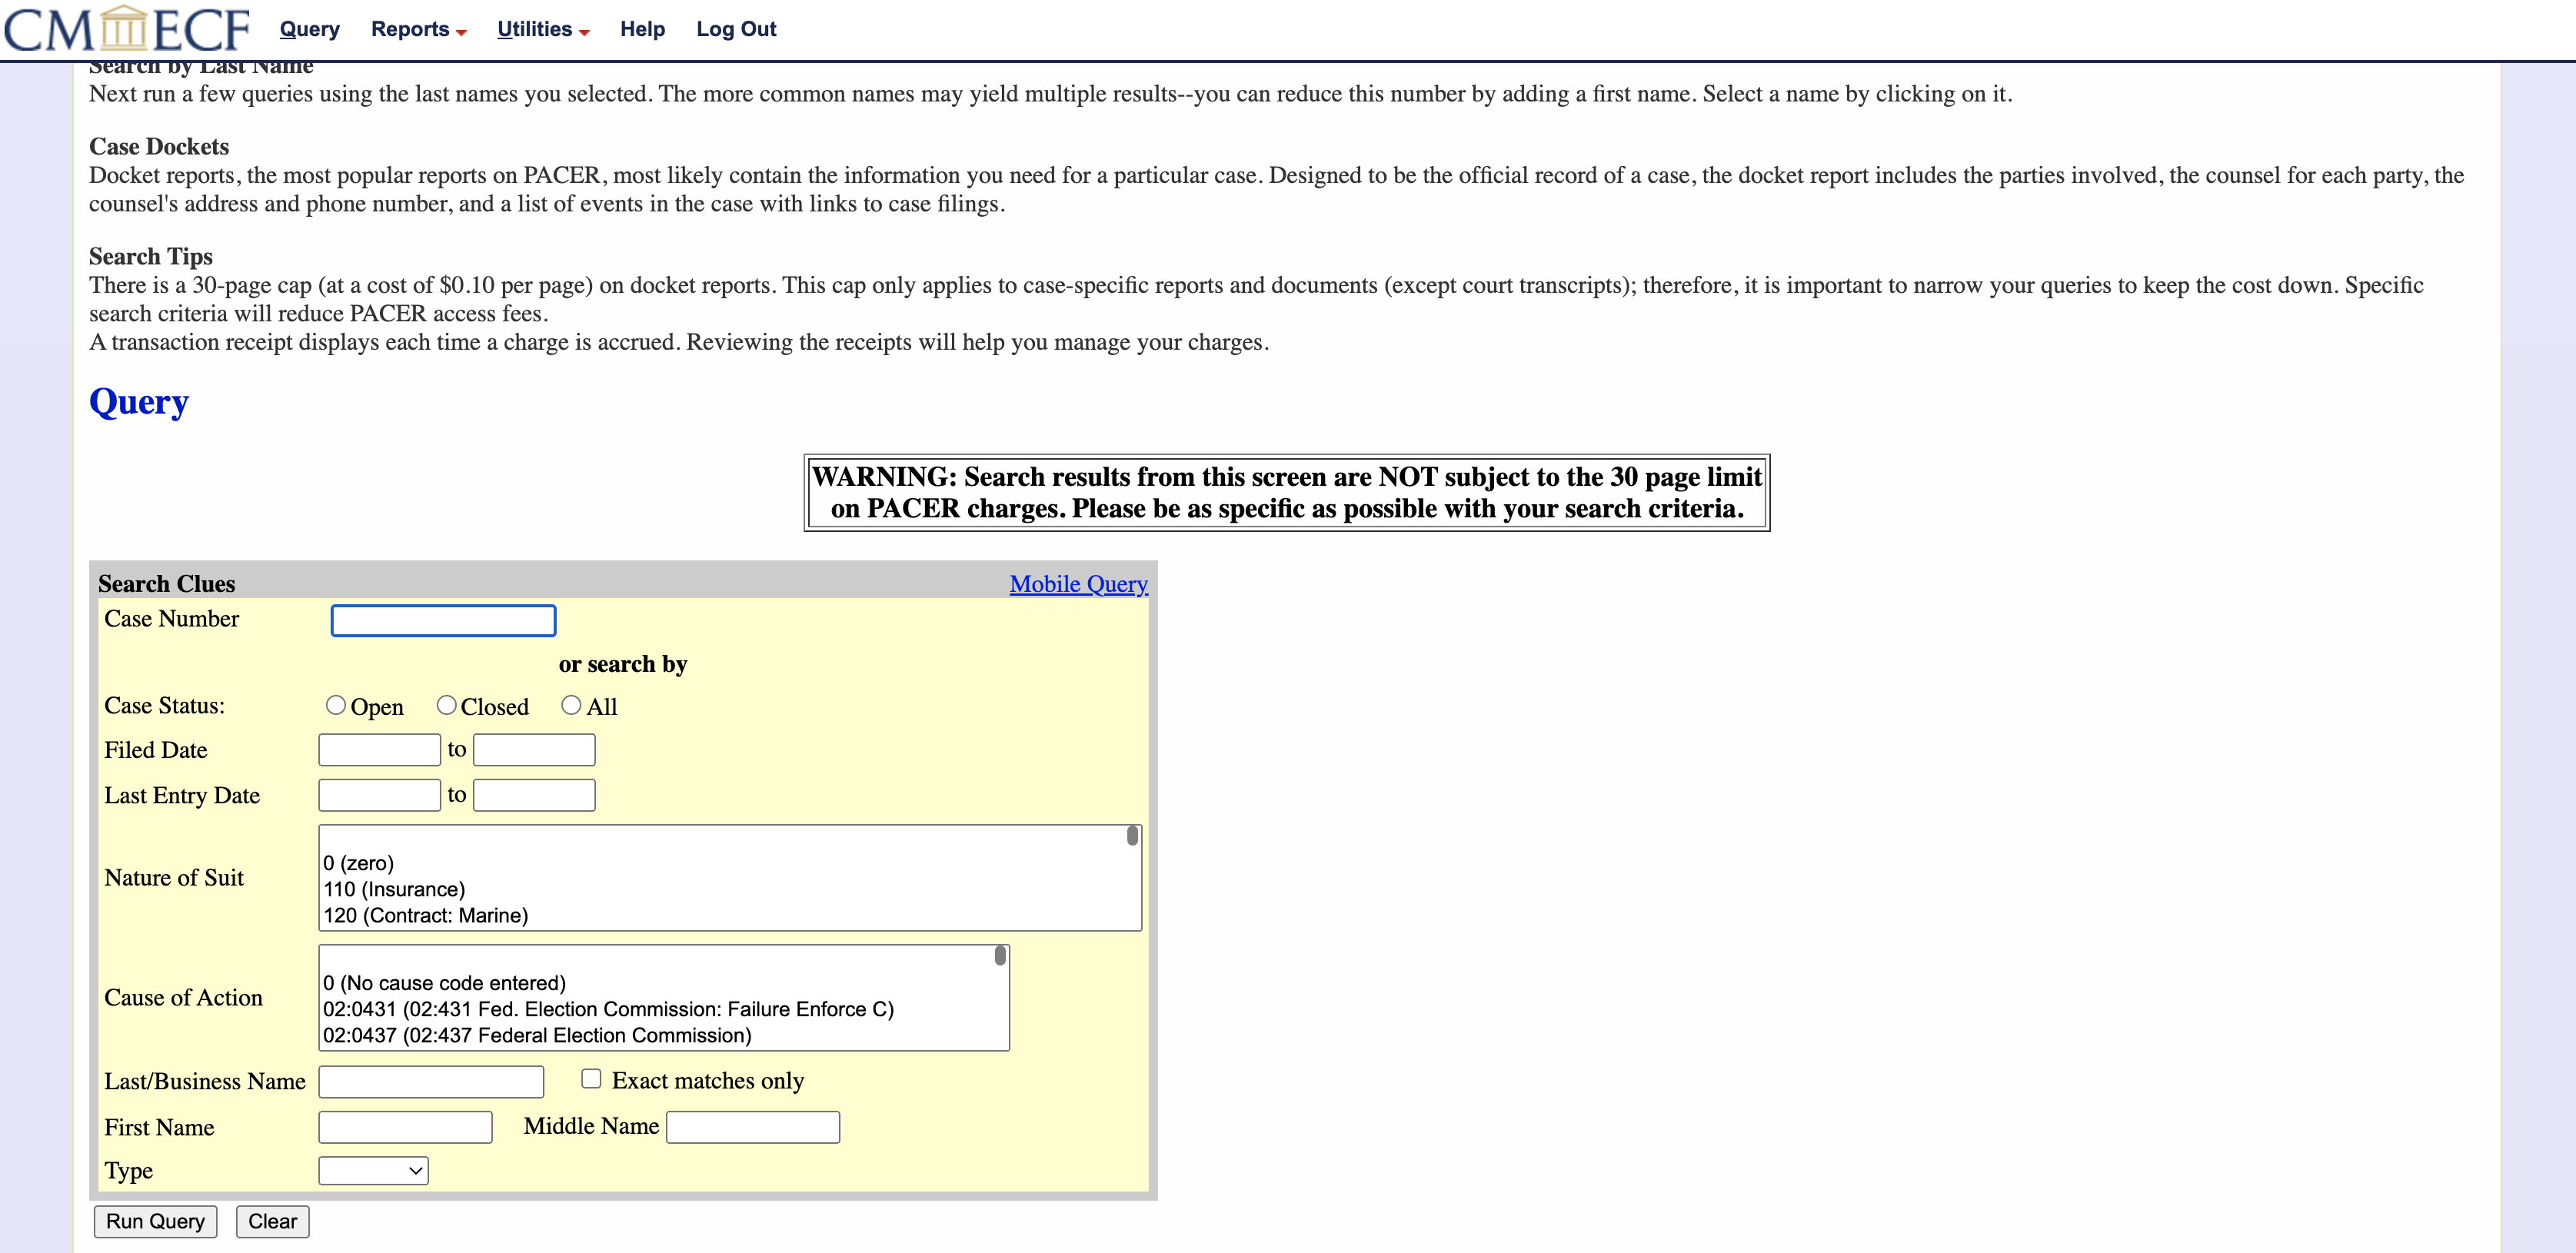 CM ECF Query Reports Utilities Help Log Out
Search by Last Name
Next run a few queries using the last names you selected. The more common names may yield multiple results--you can reduce this number by adding a first name. Select a name by clicking on it.
Case Dockets
Docket reports, the most popular reports on PACER, most likely contain the information you need for a particular case. Designed to be the official record of a case, the docket report includes the parties involved, the counsel for each party, the
counsel's address and phone number, and a list of events in the case with links to case filings.
Search Tips
There is a 30-page cap (at a cost of $0.10 per page) on docket reports. This cap only applies to case-specific reports and documents (except court transcripts); therefore, it is important to narrow your queries to keep the cost down. Specific
search criteria will reduce PACER access fees.
A transaction receipt displays each time a charge is accrued. Reviewing the receipts will help you manage your charges.
Query
WARNING: Search results from this screen are NOT subject to the 30 page limit
on PACER charges. Please be as specific as possible with your search criteria.
Search Clues Mobile Query
Case Number
or search by
Case Status: Open Closed All
Filed Date to
Last Entry Date to
Nature of Suit
0 (zero)
110 (Insurance)
120 (Contract: Marine)
Cause of Action
0 (No cause code entered)
02:0431 (02:431 Fed. Election Commission: Failure Enforce C)
02:0437 (02:437 Federal Election Commission)
Last/Business Name Exact matches only
First Name Middle Name
Type
Run Query Clear